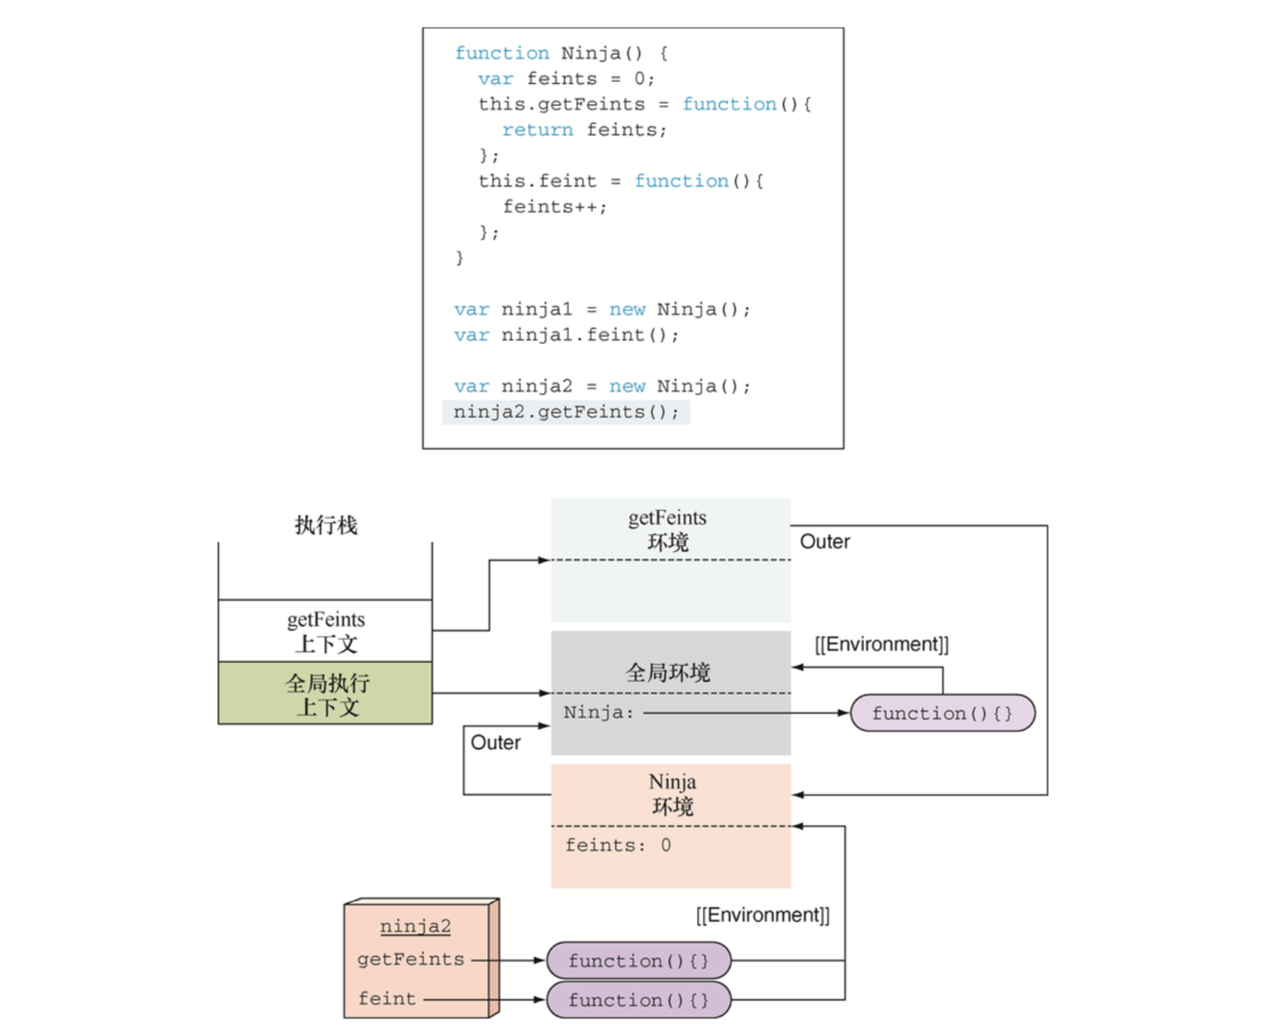 function Ninja() {
var feints = 0;
this.getFeints = function(){
return feints;
};
this.feint = function(){
feints++;
};
}
var ninja1 = new Ninja();
var ninja1.feint();
var ninja2 = new Ninja();
ninja2.getFeints();
执行栈
getFeints
上下文
全局执行
上下文
getFeints
环境
Outer
[[Environment]]
全局环境
Ninja:
function(){}
Outer
Ninja
环境
feints: 0
[[Environment]]
ninja2
getFeints
function(){}
feint
function(){}